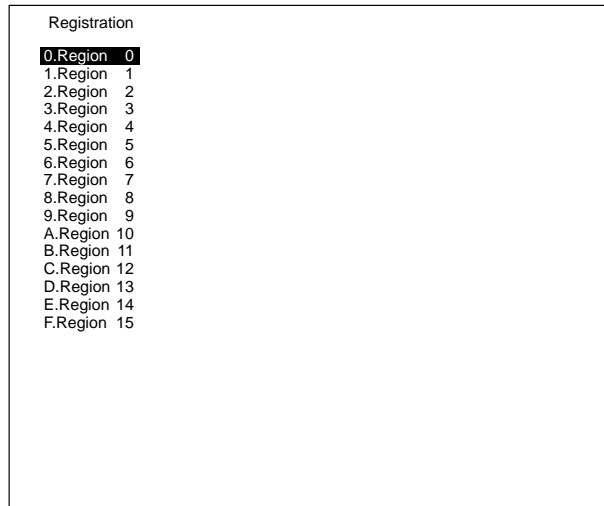 Registration
0.Region 0
1.Region 1
2.Region 2
3.Region 3
4.Region 4
5.Region 5
6.Region 6
7.Region 7
8.Region 8
9.Region 9
A.Region 10
B.Region 11
C.Region 12
D.Region 13
E.Region 14
F.Region 15